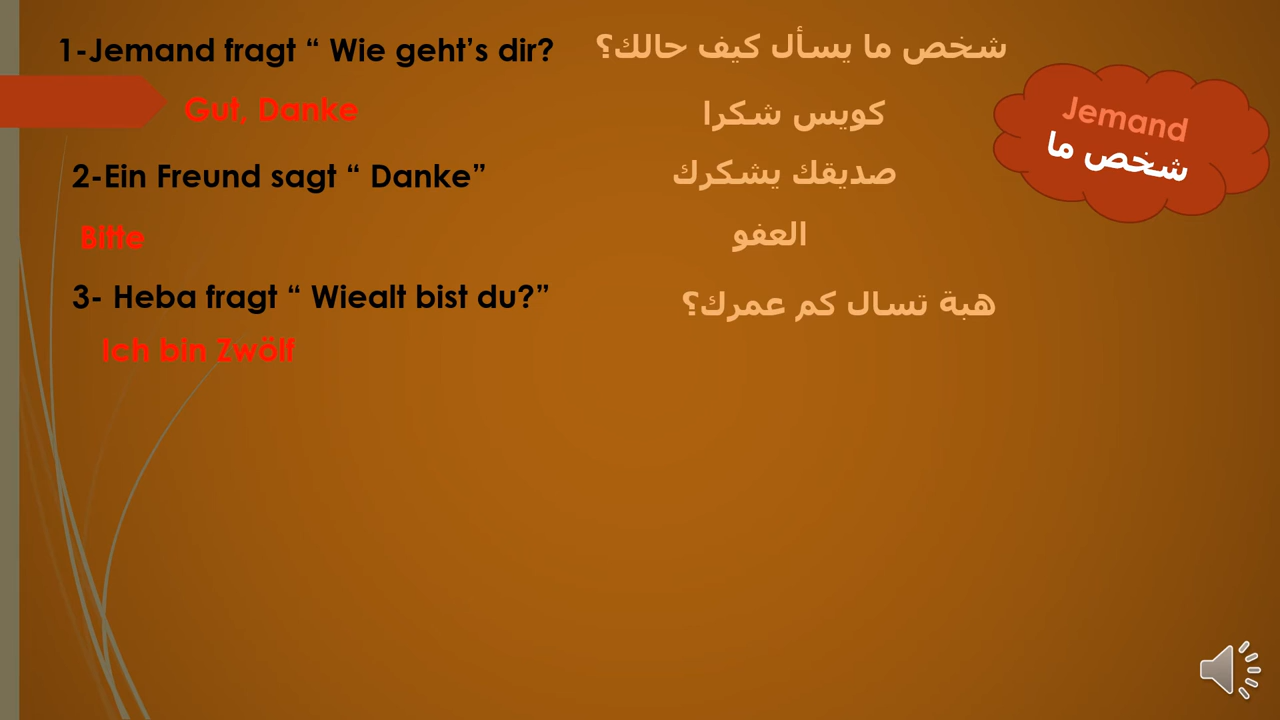 1-Jemand fragt “ Wie geht’s dir?
شخص ما يسأل كيف حالك؟
Gut, Danke
كويس شكرا
Jemand
شخص ما
2-Ein Freund sagt “ Danke”
صديقك يشكرك
Bitte
العفو
3- Heba fragt “ Wiealt bist du?”
هبة تسال كم عمرك؟
Ich bin Zwölf